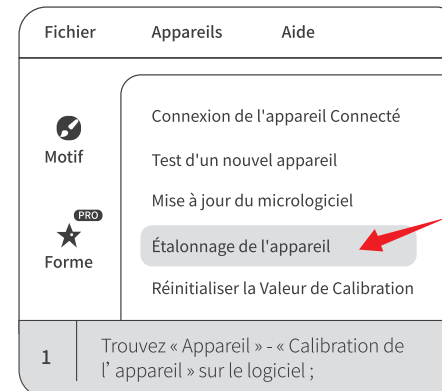 Fichier Appareils Aide
Connexion de l'appareil Connecté
Motif
Test d'un nouvel appareil
Mise à jour du micrologiciel
PRO
Étalonnage de l'appareil
Forme
Réinitialiser la Valeur de Calibration
1 Trouvez « Appareil » - « Calibration de
l’ appareil » sur le logiciel ;